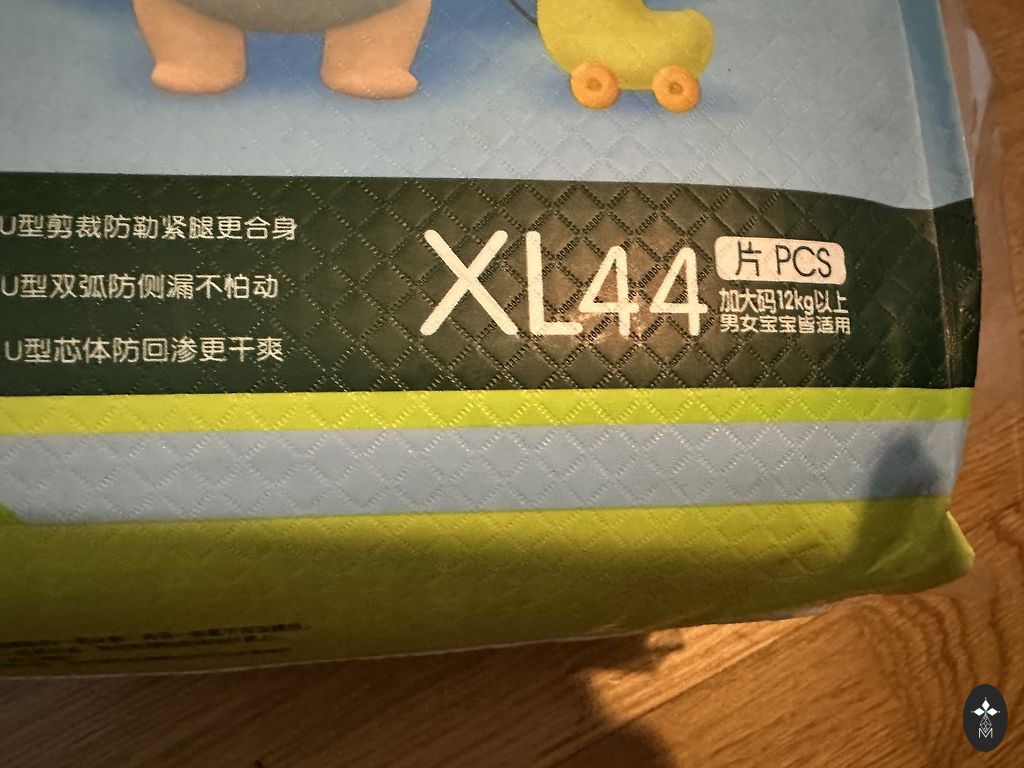 U型剪裁防勒紧腿更合身
U型双弧防侧漏不怕动
U型芯体防回渗更干爽
XL44
片 PCS
加大码12kg以上
男女宝宝皆适用
M